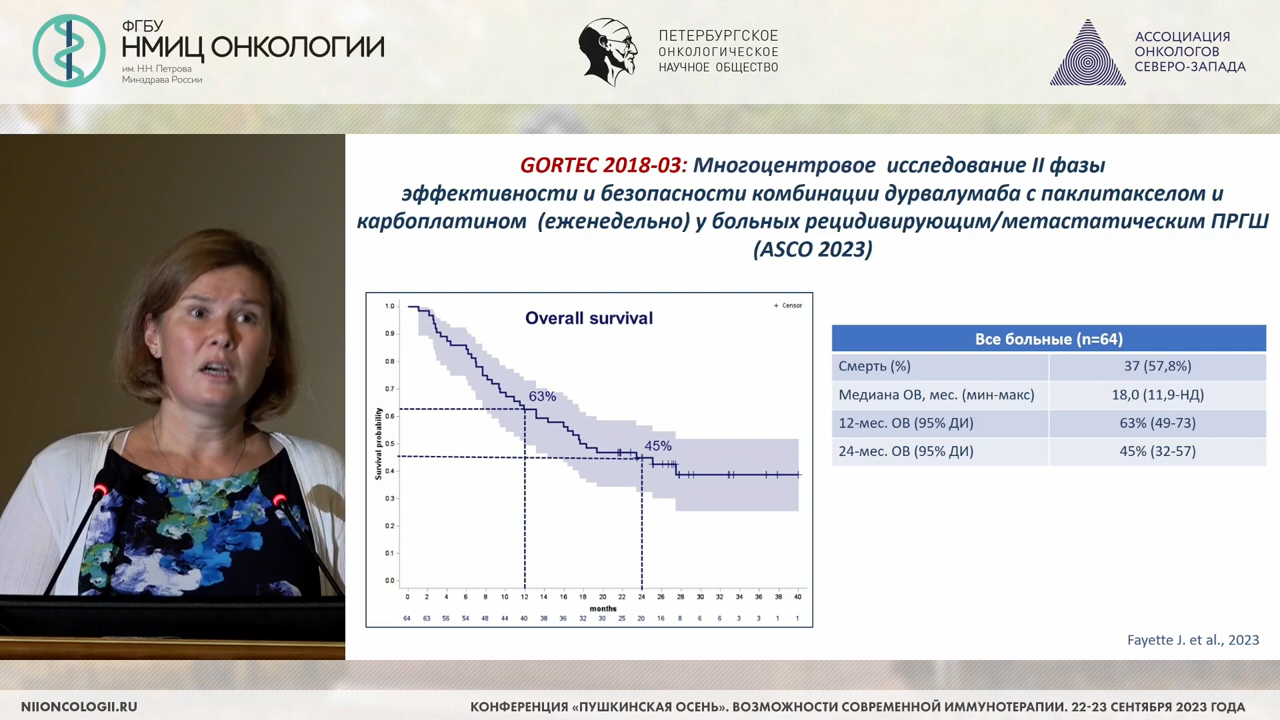 ФГБУ
НМИЦ ОНКОЛОГИИ
им. Н.Н. Петрова
Минздрава России
ПЕТЕРБУРГСКОЕ
ОНКОЛОГИЧЕСКОЕ
НАУЧНОЕ ОБЩЕСТВО
АССОЦИАЦИЯ
ОНКОЛОГОВ
СЕВЕРО-ЗАПАДА
GORTEC 2018-03: Многоцентровое исследование II фазы
эффективности и безопасности комбинации дурвалумаба с паклитакселом и
карбоплатином (еженедельно) у больных рецидивирующим/метастатическим ПРГШ
(ASCO 2023)
Overall survival
+ Censor
Survival probability
1.0
0.9
0.8
0.7
0.6
0.5
0.4
0.3
0.2
0.1
0.0
63%
45%
0 2 4 6 8 10 12 14 16 18 20 22 24 26 28 30 32 34 36 38 40
months
64 63 56 54 48 44 40 38 36 32 30 25 20 16 8 6 6 3 3 1 1
Все больные (n=64)
Смерть (%) 37 (57,8%)
Медиана ОВ, мес. (мин-макс) 18,0 (11,9-НД)
12-мес. ОВ (95% ДИ) 63% (49-73)
24-мес. ОВ (95% ДИ) 45% (32-57)
Fayette J. et al., 2023
NIIONCOLOGII.RU
КОНФЕРЕНЦИЯ «ПУШКИНСКАЯ ОСЕНЬ». ВОЗМОЖНОСТИ СОВРЕМЕННОЙ ИММУНОТЕРАПИИ. 22-23 СЕНТЯБРЯ 2023 ГОДА